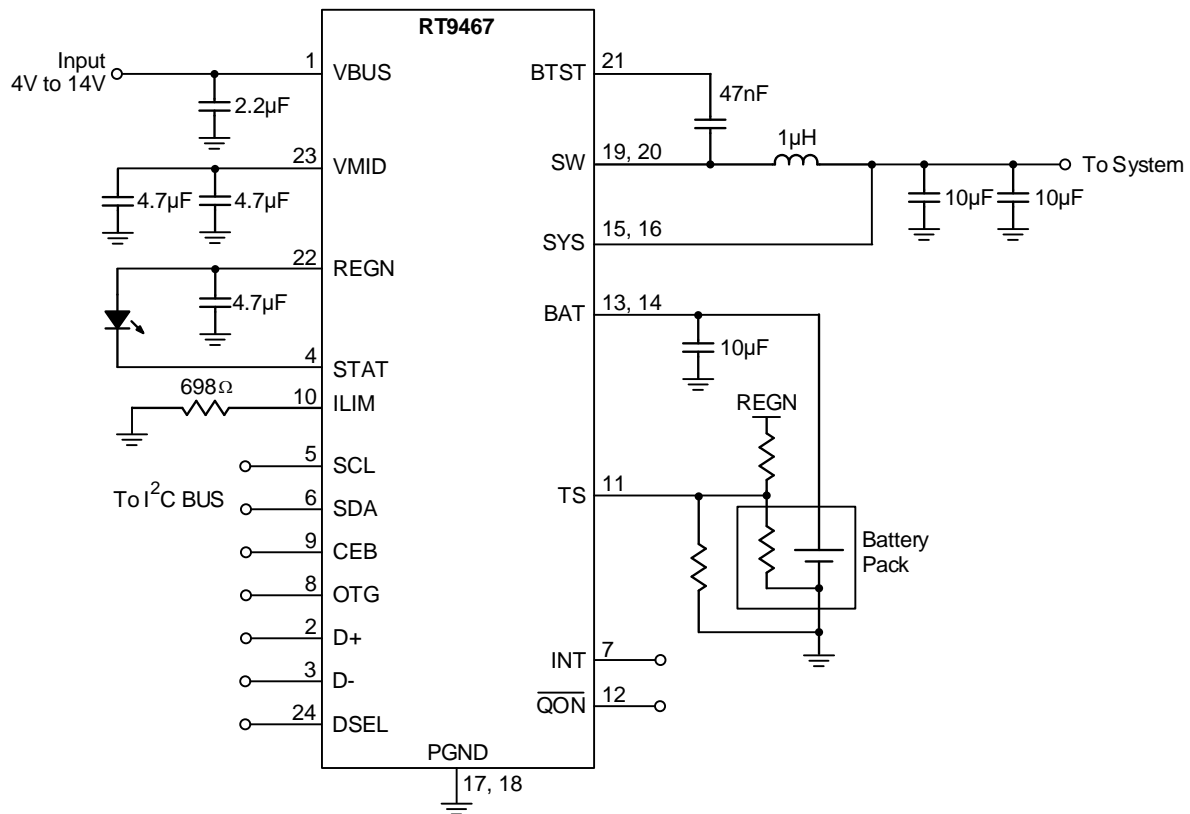 RT9467
Input
4V to 14V
1
VBUS
2.2µF
23
VMID
4.7µF
4.7µF
22
REGN
4.7µF
4
STAT
698Ω
10
ILIM
5
SCL
To I²C BUS
6
SDA
9
CEB
8
OTG
2
D+
3
D-
24
DSEL
PGND
17, 18
BTST
21
47nF
1µH
SW
19, 20
To System
10µF
10µF
SYS
15, 16
BAT
13, 14
10µF
REGN
TS
11
Battery
Pack
INT
7
QON
12